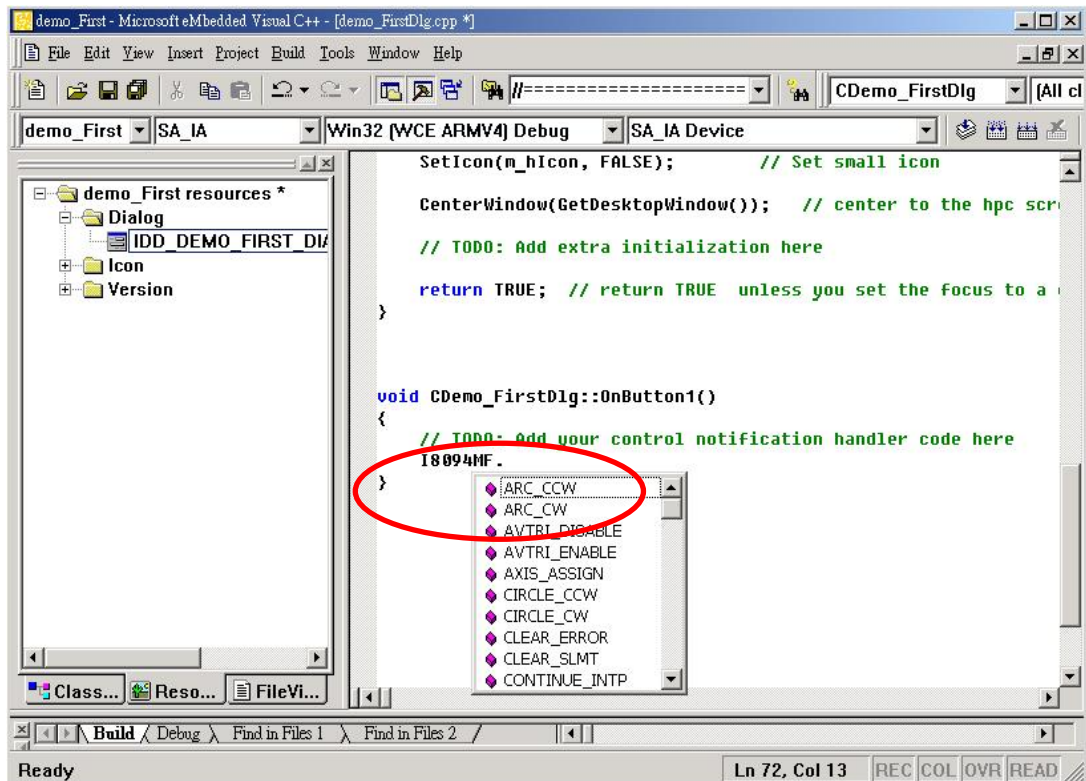 demo_First - Microsoft eMbedded Visual C++ - [demo_FirstDlg.cpp *]
File Edit View Insert Project Build Tools Window Help
//===================== CDemo_FirstDlg (All cl
demo_First SA_IA Win32 (WCE ARMV4) Debug SA_IA Device
demo_First resources *
Dialog
IDD_DEMO_FIRST_DIA
Icon
Version
Class... Reso... FileVi...
SetIcon(m_hIcon, FALSE); // Set small icon
CenterWindow(GetDesktopWindow()); // center to the hpc scr
// TODO: Add extra initialization here
return TRUE; // return TRUE unless you set the focus to a
}
void CDemo_FirstDlg::OnButton1()
{
// TODO: Add your control notification handler code here
I8094MF.
}
ARC_CCW
ARC_CW
AVTRI_DISABLE
AVTRI_ENABLE
AXIS_ASSIGN
CIRCLE_CCW
CIRCLE_CW
CLEAR_ERROR
CLEAR_SLMT
CONTINUE_INTP
Build Debug Find in Files 1 Find in Files 2
Ready Ln 72, Col 13 REC COL OVR READ